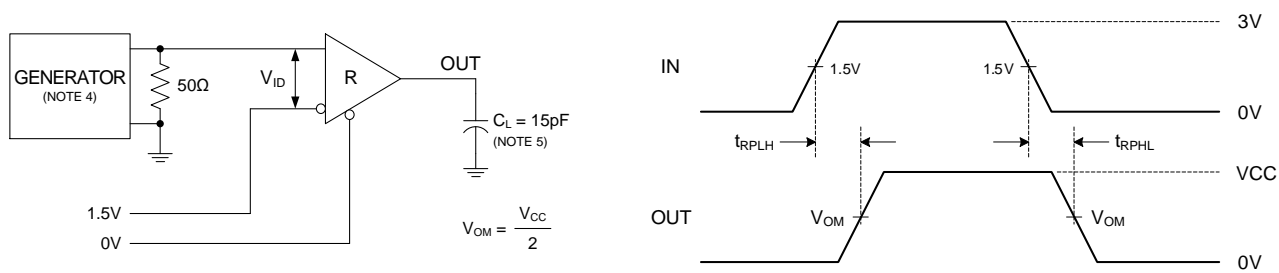 GENERATOR
(NOTE 4)
50Ω
V_ID
R
OUT
C_L = 15pF
(NOTE 5)
1.5V
0V
V_OM = V_CC / 2
IN
1.5V
1.5V
3V
0V
t_RPLH
t_RPHL
VCC
OUT
V_OM
V_OM
0V